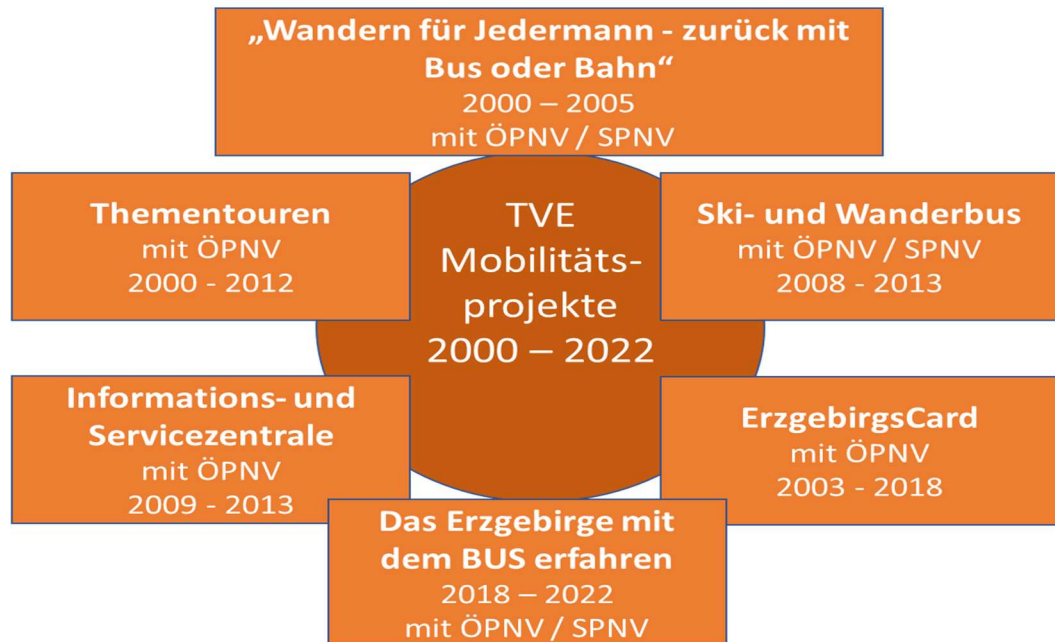 „Wandern für Jedermann - zurück mit
Bus oder Bahn“
2000 – 2005
mit ÖPNV / SPNV
Thementouren
mit ÖPNV
2000 - 2012
TVE
Mobilitäts-
projekte
2000 – 2022
Ski- und Wanderbus
mit ÖPNV / SPNV
2008 - 2013
Informations- und
Servicezentrale
mit ÖPNV
2009 - 2013
ErzgebirgsCard
mit ÖPNV
2003 - 2018
Das Erzgebirge mit
dem BUS erfahren
2018 – 2022
mit ÖPNV / SPNV